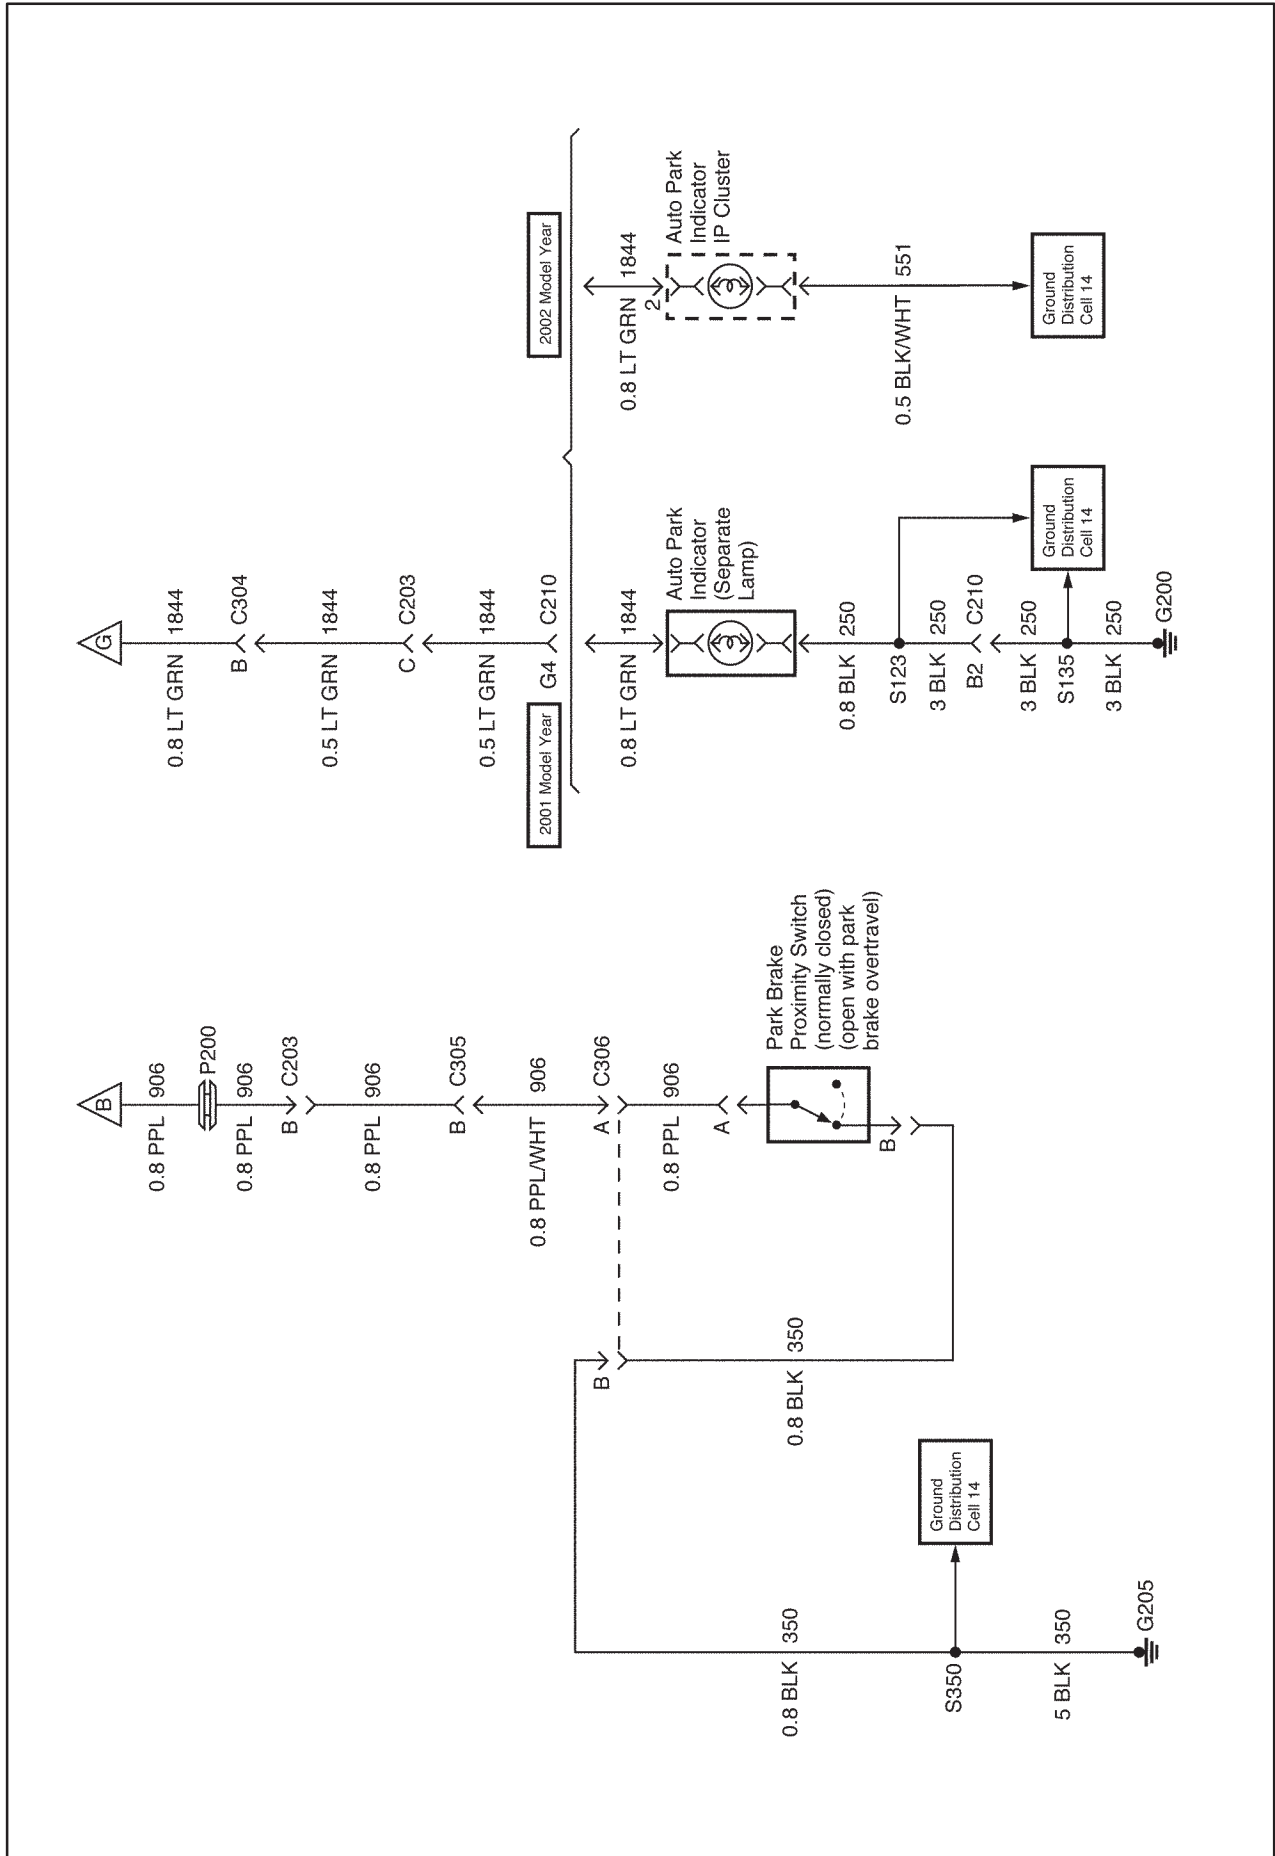 B
0.8 PPL 906
P200
0.8 PPL 906
B C203
0.8 PPL 906
B C305
0.8 PPL/WHT 906
A C306
0.8 PPL 906
A
Park Brake
Proximity Switch
(normally closed)
(open with park
brake overtravel)
B
B
0.8 BLK 350
0.8 BLK 350
S350
Ground
Distribution
Cell 14
5 BLK 350
G205
G
0.8 LT GRN 1844
B C304
0.5 LT GRN 1844
C C203
0.5 LT GRN 1844
G4 C210
2001 Model Year
2002 Model Year
0.8 LT GRN 1844
Auto Park
Indicator
(Separate
Lamp)
0.8 BLK 250
S123
3 BLK 250
B2 C210
3 BLK 250
S135
Ground
Distribution
Cell 14
3 BLK 250
G200
0.8 LT GRN 1844
2
Auto Park
Indicator
IP Cluster
0.5 BLK/WHT 551
Ground
Distribution
Cell 14